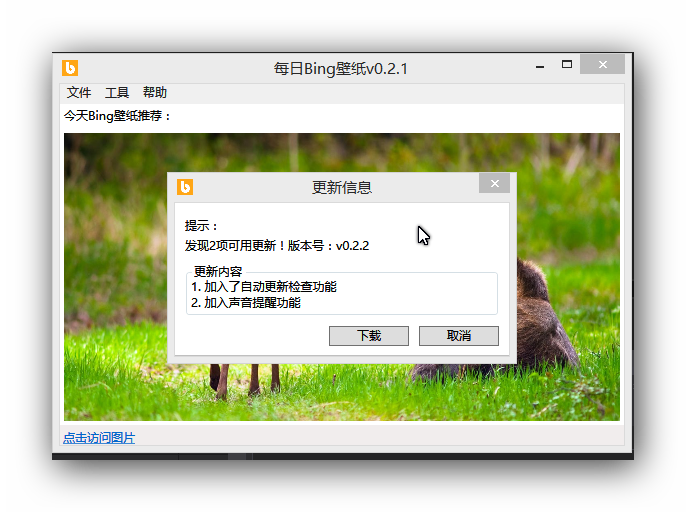 每日Bing壁纸v0.2.1
文件 工具 帮助
今天Bing壁纸推荐：
更新信息
提示：
发现2项可用更新！版本号：v0.2.2
更新内容
1. 加入了自动更新检查功能
2. 加入声音提醒功能
下载 取消
点击访问图片